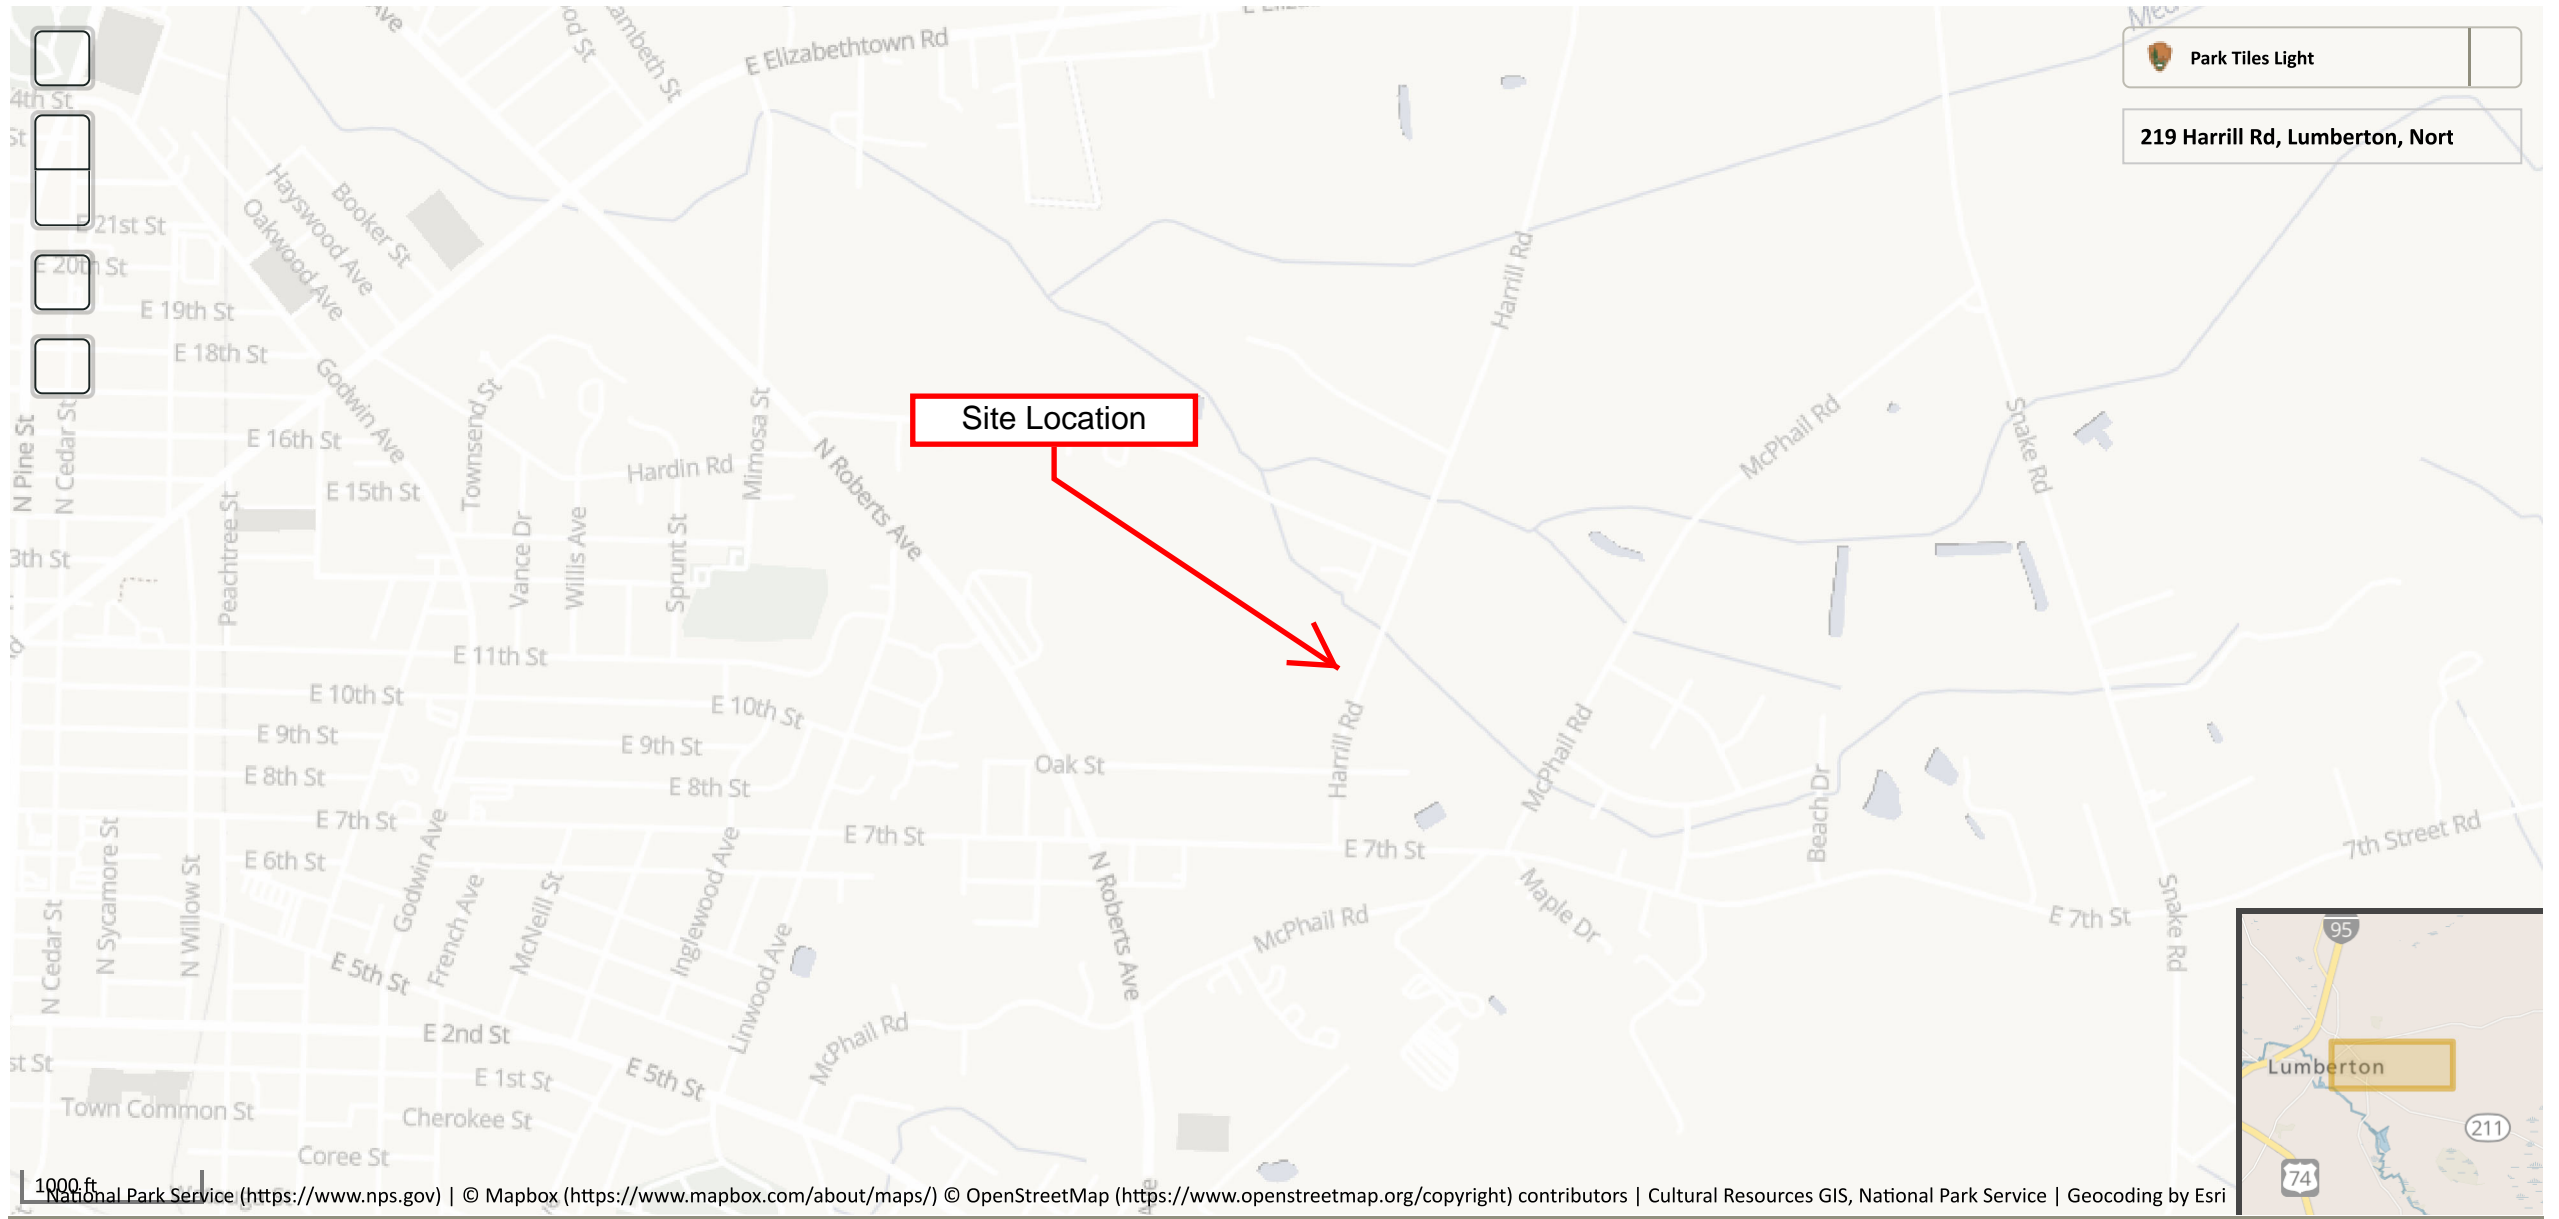 Park Tiles Light
219 Harrill Rd, Lumberton, Nort
E Elizabethtown Rd
4th St
E 21st St
E 20th St
E 19th St
E 18th St
Booker St
Hayswood Ave
Oakwood Ave
Godwin Ave
Townsend St
Harrill Rd
Site Location
McPhail Rd
Snake Rd
N Pine St
N Cedar St
E 16th St
E 15th St
Hardin Rd
Mimosa St
N Roberts Ave
3th St
Peachtree St
Vance Dr
Willis Ave
Sprunt St
E 11th St
E 10th St
E 10th St
E 9th St
E 9th St
E 8th St
E 8th St
Oak St
Harrill Rd
McPhail Rd
Beach Dr
E 7th St
E 7th St
E 7th St
7th Street Rd
E 6th St
N Sycamore St
N Willow St
Godwin Ave
French Ave
McNeill St
Inglewood Ave
Linwood Ave
N Roberts Ave
McPhail Rd
Maple Dr
E 7th St
Snake Rd
N Cedar St
E 5th St
E 2nd St
McPhail Rd
st St
E 1st St
E 5th St
Town Common St
Cherokee St
Coree St
95
Lumberton
211
74
1000 ft
National Park Service (https://www.nps.gov) | © Mapbox (https://www.mapbox.com/about/maps/) © OpenStreetMap (https://www.openstreetmap.org/copyright) contributors | Cultural Resources GIS, National Park Service | Geocoding by Esri